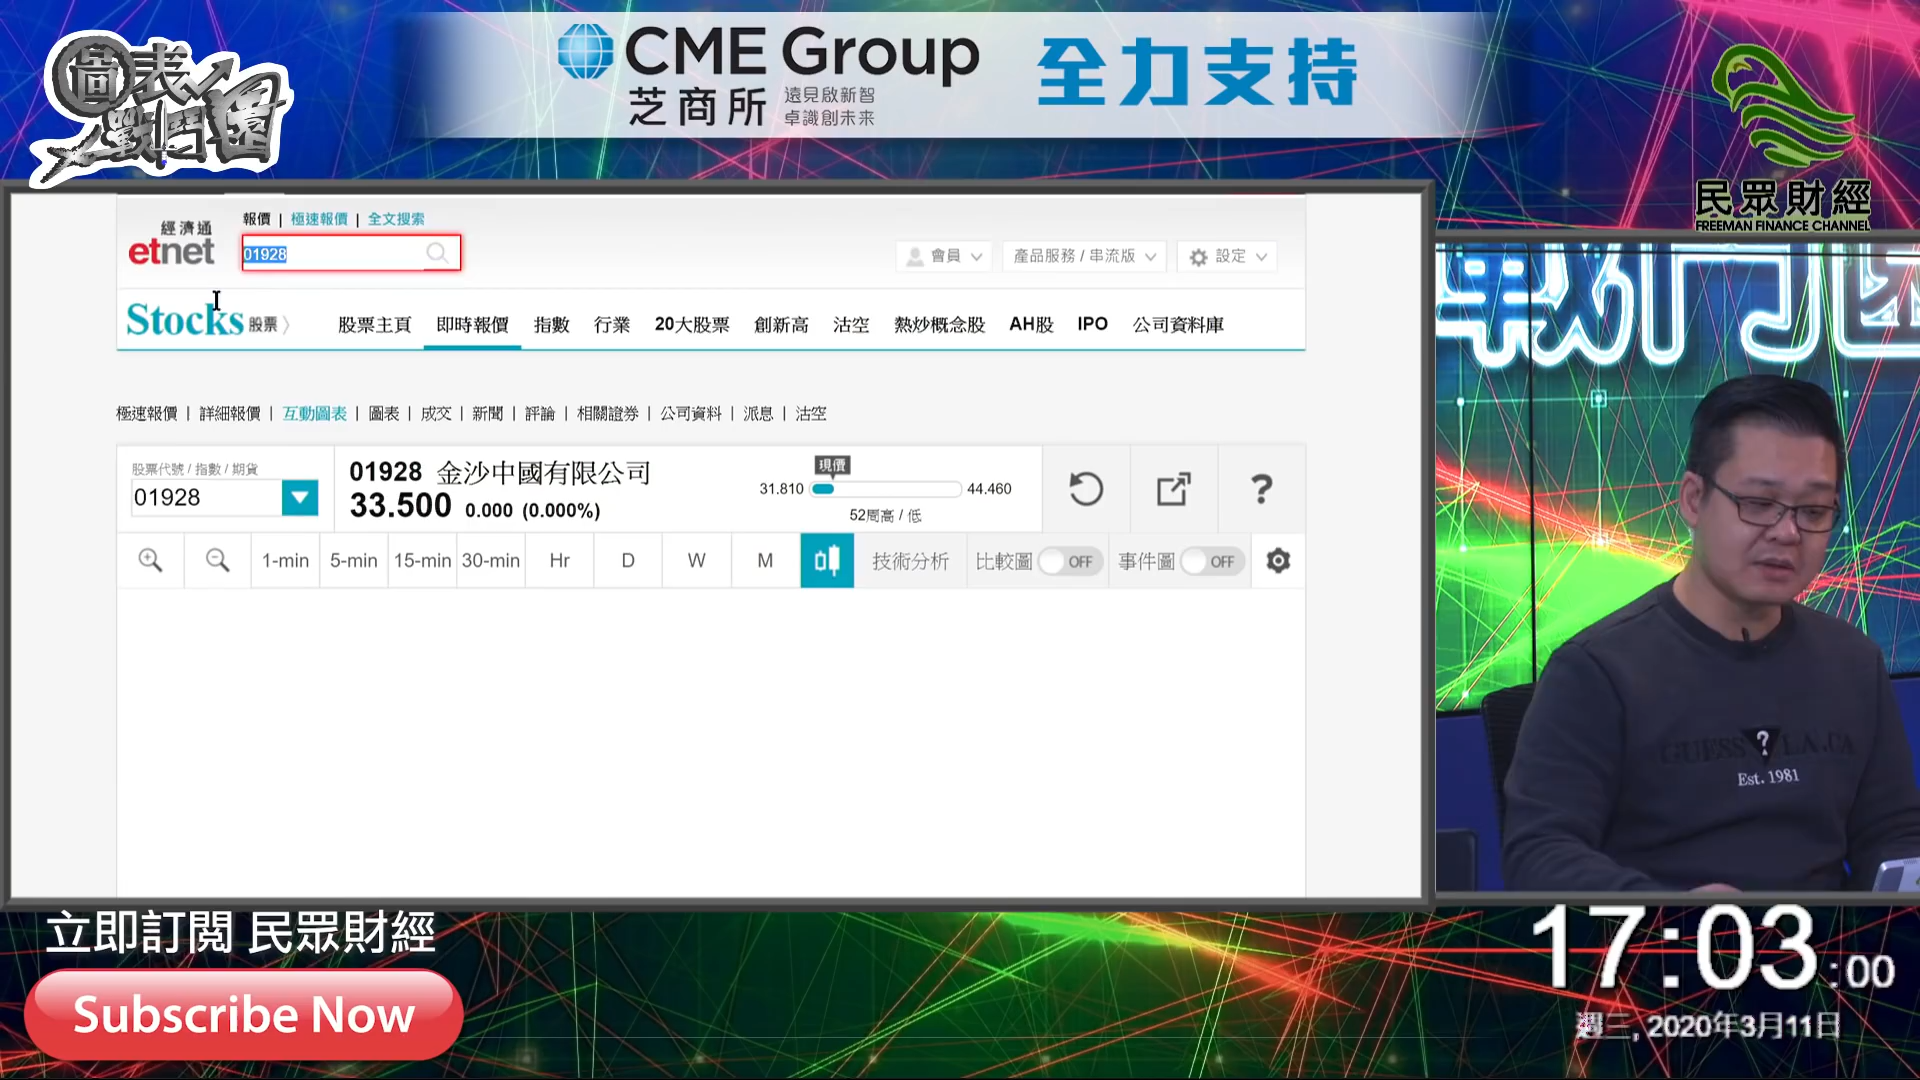 圖表戰鬥圈
CME Group
芝商所
遠見啟新智
卓識創未來
全力支持
民眾財經
FREEMAN FINANCE CHANNEL
經濟通
etnet
報價 | 極速報價 | 全文搜索
01928
會員
產品服務 / 串流版
設定
Stocks 股票
股票主頁 即時報價 指數 行業 20大股票 創新高 沽空 熱炒概念股 AH股 IPO 公司資料庫
極速報價 | 詳細報價 | 互動圖表 | 圖表 | 成交 | 新聞 | 評論 | 相關證券 | 公司資料 | 派息 | 沽空
股票代號 / 指數 / 期貨
01928
01928 金沙中國有限公司
33.500 0.000 (0.000%)
現價
31.810 44.460
52周高 / 低
?
1-min 5-min 15-min 30-min Hr D W M 技術分析 比較圖 OFF 事件圖 OFF
戰鬥圈
GUESS ? LA.CA
Est. 1981
立即訂閱 民眾財經
Subscribe Now
17:03:00
週三, 2020年3月11日